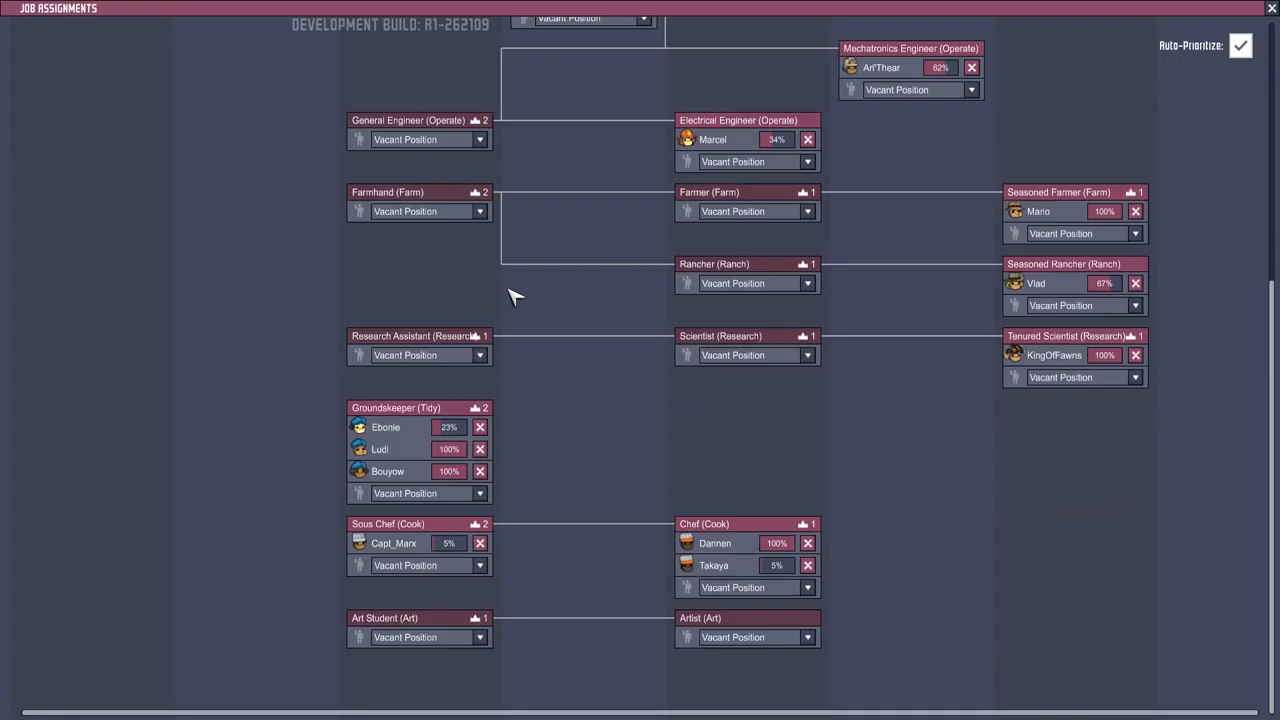 JOB ASSIGNMENTS
DEVELOPMENT BUILD: R1-262109
Vacant Position
Auto-Prioritize:
Mechatronics Engineer (Operate)
Ari'Thear 62%
Vacant Position
General Engineer (Operate) 2
Vacant Position
Electrical Engineer (Operate)
Marcel 34%
Vacant Position
Farmhand (Farm) 2
Vacant Position
Farmer (Farm) 1
Vacant Position
Seasoned Farmer (Farm) 1
Mario 100%
Vacant Position
Rancher (Ranch) 1
Vacant Position
Seasoned Rancher (Ranch)
Vlad 67%
Vacant Position
Research Assistant (Research 1
Vacant Position
Scientist (Research) 1
Vacant Position
Tenured Scientist (Research) 1
KingOfFawns 100%
Vacant Position
Groundskeeper (Tidy) 2
Ebonie 23%
Ludi 100%
Bouyow 100%
Vacant Position
Sous Chef (Cook) 2
Capt_Marx 5%
Vacant Position
Chef (Cook) 1
Dannen 100%
Takaya 5%
Vacant Position
Art Student (Art) 1
Vacant Position
Artist (Art)
Vacant Position